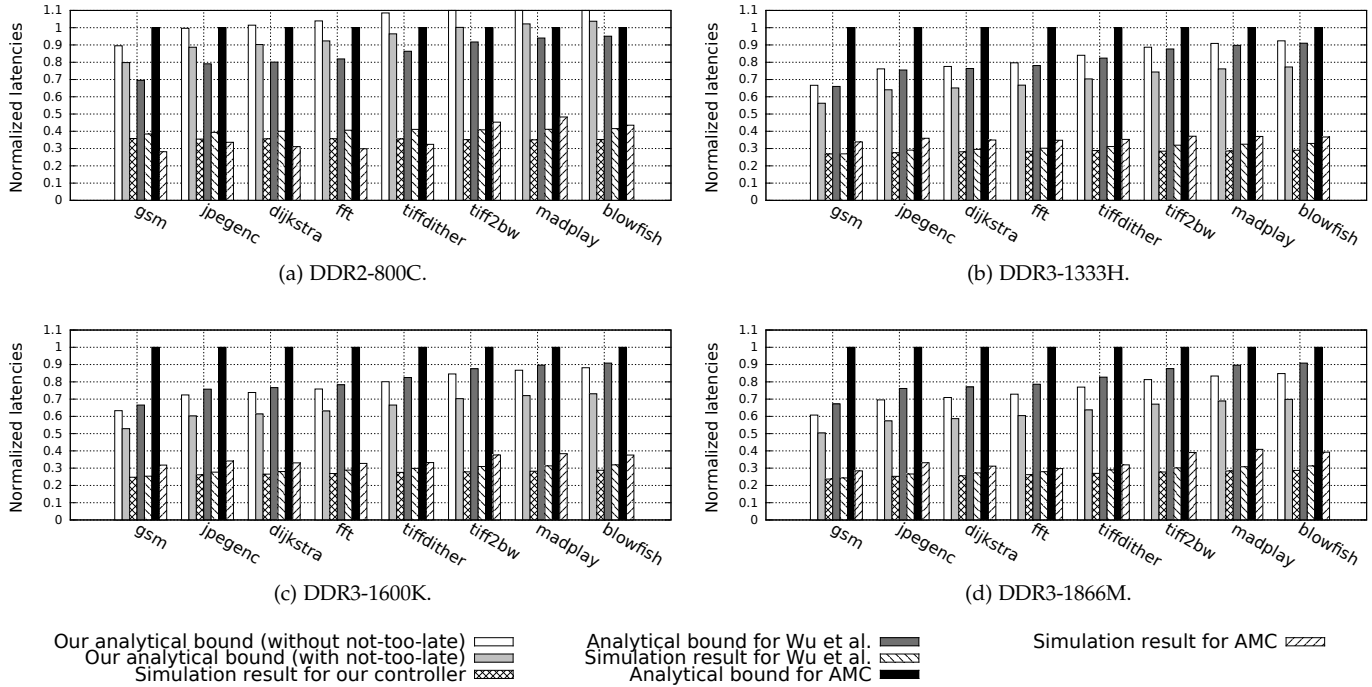 Normalized latencies
1.1
1
0.9
0.8
0.7
0.6
0.5
0.4
0.3
0.2
0.1
0
gsm
jpegenc
dijkstra
fft
tiffdither
tiff2bw
madplay
blowfish
(a) DDR2-800C.
Normalized latencies
1.1
1
0.9
0.8
0.7
0.6
0.5
0.4
0.3
0.2
0.1
0
gsm
jpegenc
dijkstra
fft
tiffdither
tiff2bw
madplay
blowfish
(b) DDR3-1333H.
Normalized latencies
1.1
1
0.9
0.8
0.7
0.6
0.5
0.4
0.3
0.2
0.1
0
gsm
jpegenc
dijkstra
fft
tiffdither
tiff2bw
madplay
blowfish
(c) DDR3-1600K.
Normalized latencies
1.1
1
0.9
0.8
0.7
0.6
0.5
0.4
0.3
0.2
0.1
0
gsm
jpegenc
dijkstra
fft
tiffdither
tiff2bw
madplay
blowfish
(d) DDR3-1866M.
Our analytical bound (without not-too-late)
Our analytical bound (with not-too-late)
Simulation result for our controller
Analytical bound for Wu et al.
Simulation result for Wu et al.
Analytical bound for AMC
Simulation result for AMC